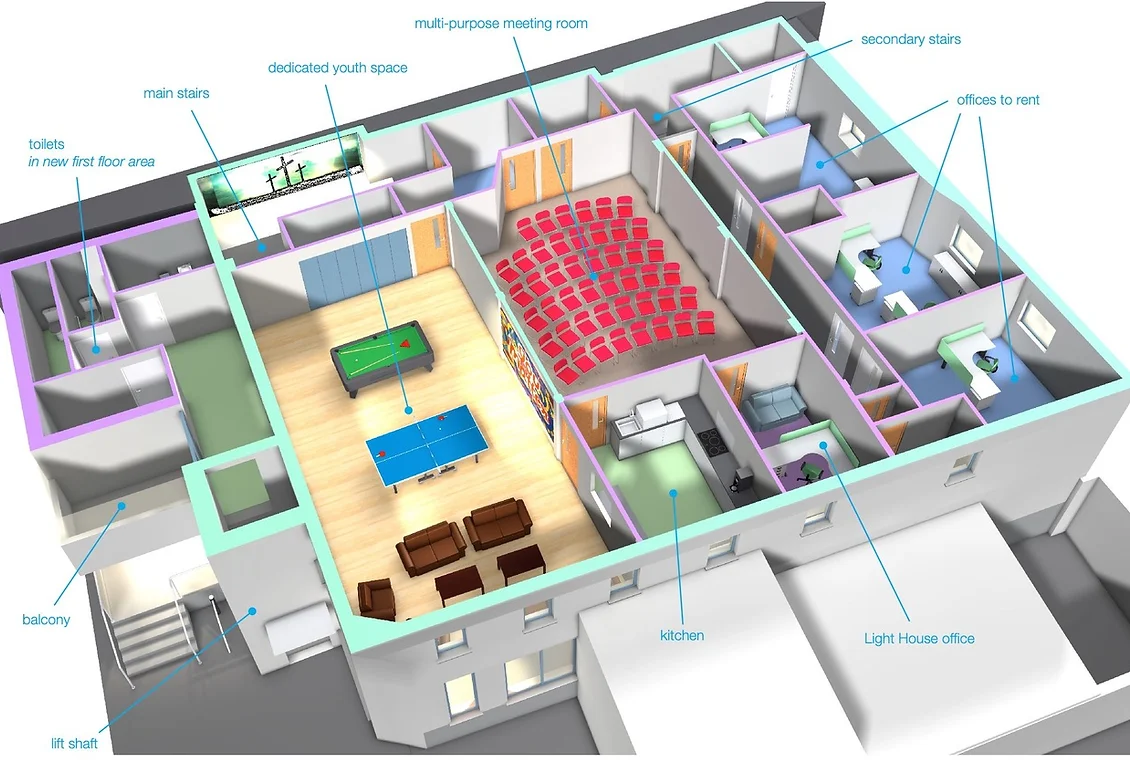 multi-purpose meeting room
secondary stairs
dedicated youth space
main stairs
offices to rent
toilets
in new first floor area
balcony
kitchen
Light House office
lift shaft